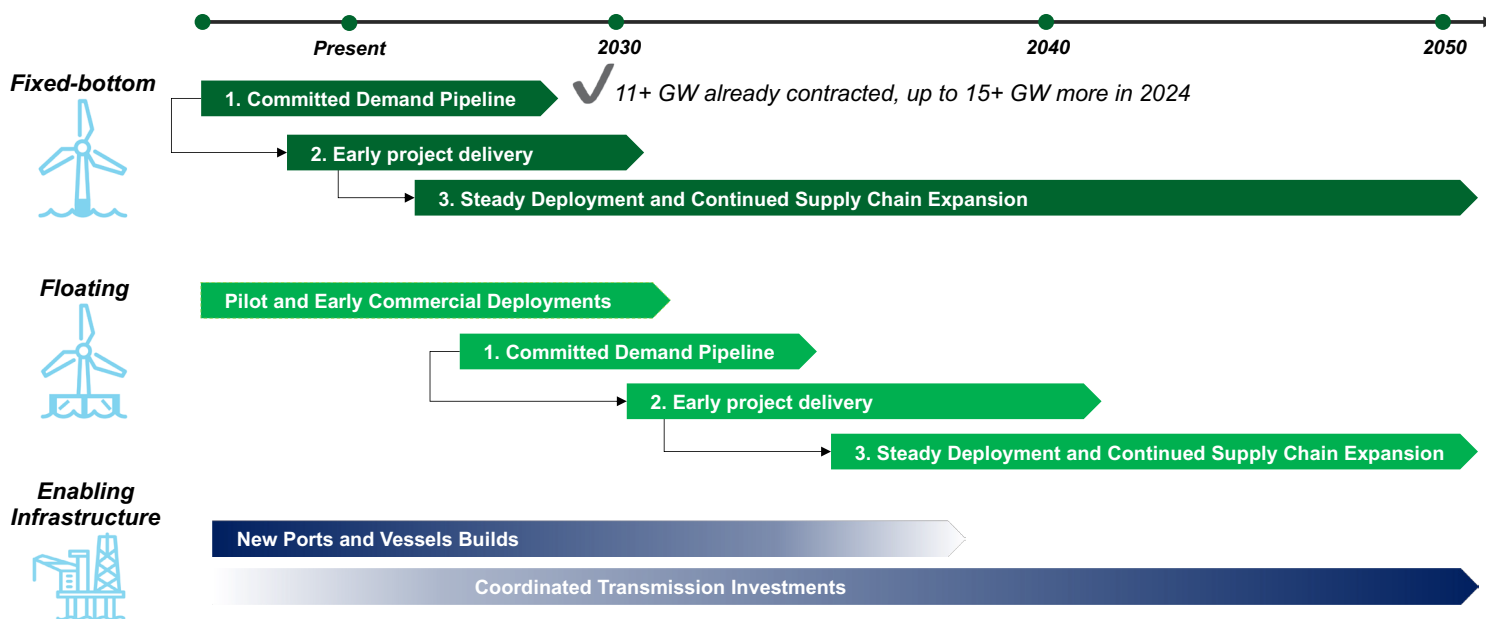 Present
2030
2040
2050
Fixed-bottom
1. Committed Demand Pipeline
11+ GW already contracted, up to 15+ GW more in 2024
2. Early project delivery
3. Steady Deployment and Continued Supply Chain Expansion
Floating
Pilot and Early Commercial Deployments
1. Committed Demand Pipeline
2. Early project delivery
3. Steady Deployment and Continued Supply Chain Expansion
Enabling
Infrastructure
New Ports and Vessels Builds
Coordinated Transmission Investments